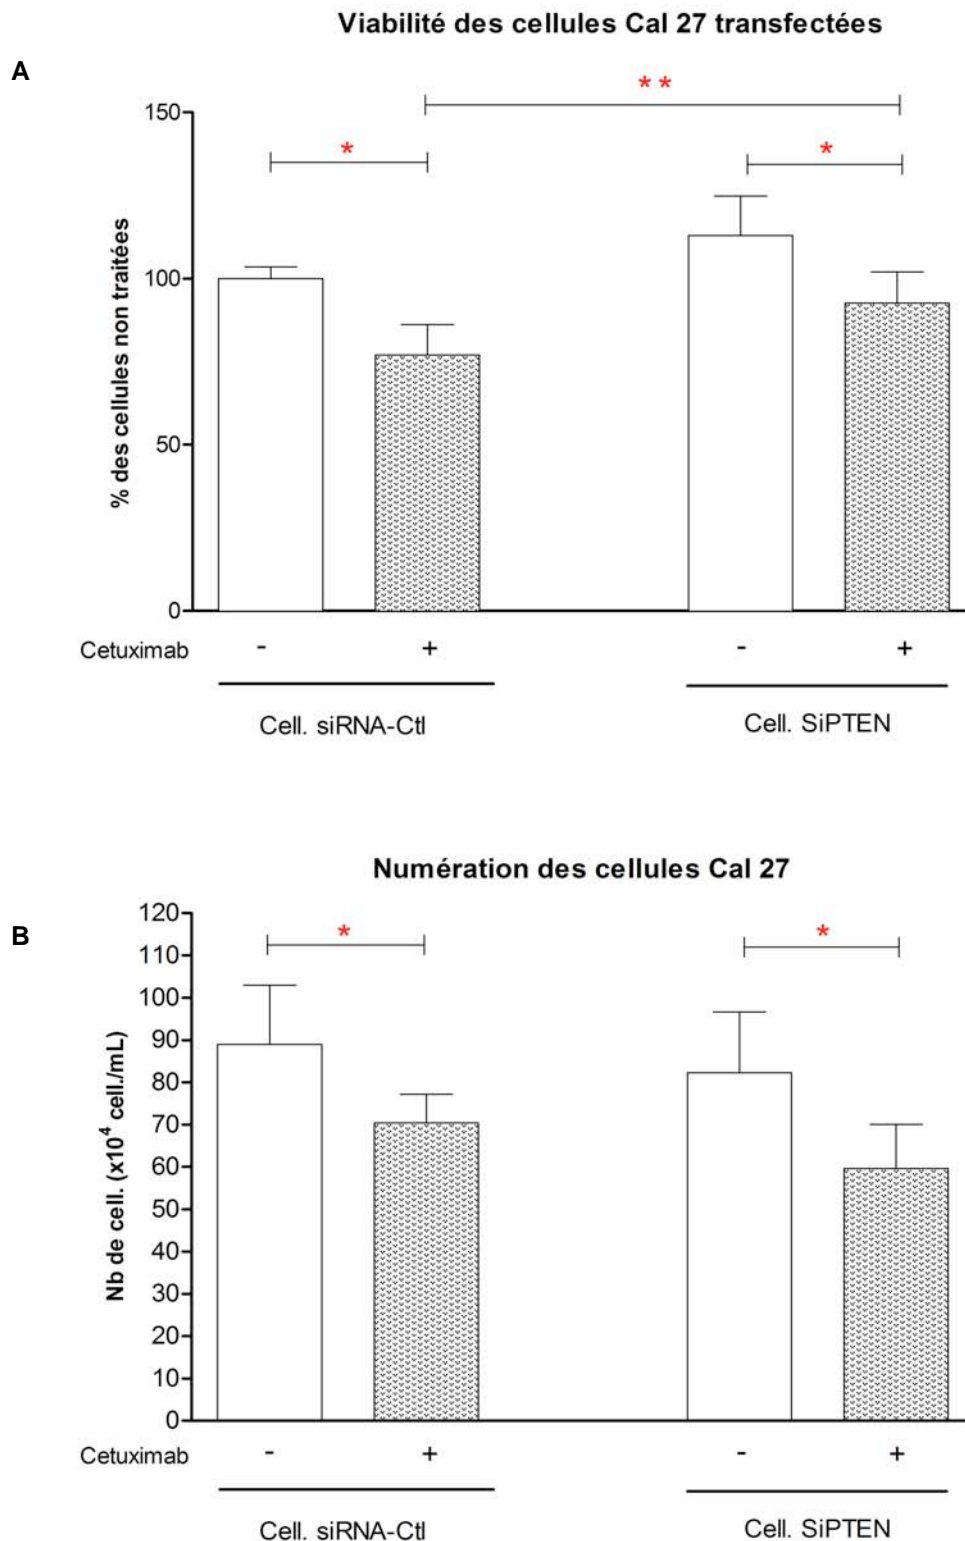 Viabilité des cellules Cal 27 transfectées
A
* *
150
*
*
% des cellules non traitées
100
50
0
Cetuximab - + - +
Cell. siRNA-Ctl Cell. SiPTEN
Numération des cellules Cal 27
B
120
*
*
110
100
90
80
70
60
50
40
30
20
10
0
Nb de cell. (x10⁴ cell./mL)
Cetuximab - + - +
Cell. siRNA-Ctl Cell. SiPTEN